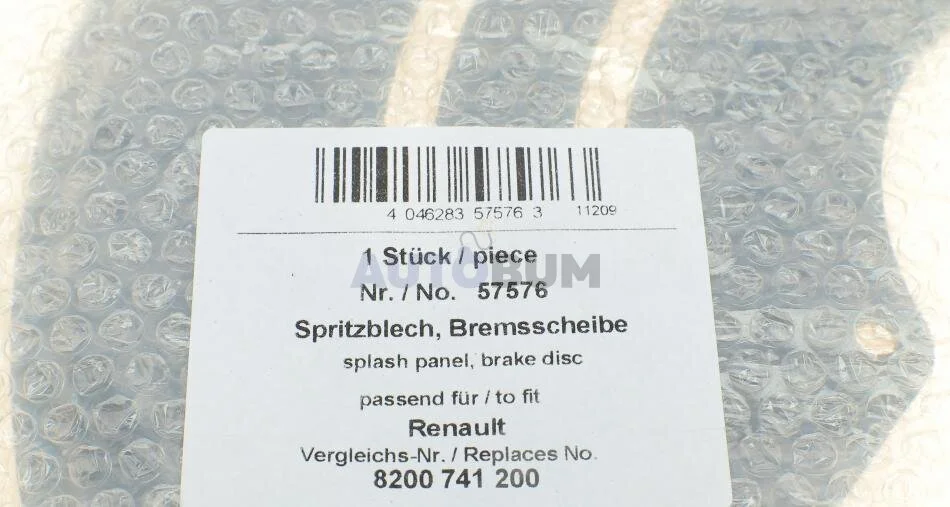 4 046283 57576 3 11209
1 Stück / piece
AUTOBUM
Nr. / No. 57576
Spritzblech, Bremsscheibe
splash panel, brake disc
passend für / to fit
Renault
Vergleichs-Nr. / Replaces No.
8200 741 200